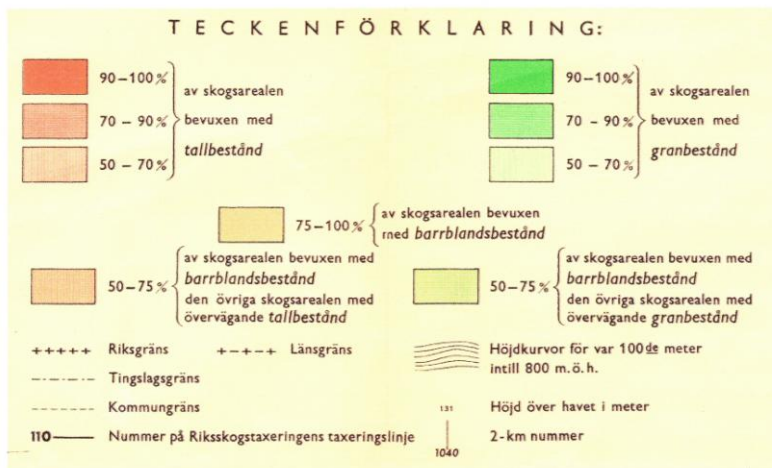 TECKENFÖRKLARING:
90–100%
70 – 90%
50 – 70%
av skogsarealen
bevuxen med
tallbestånd
90–100%
70 – 90%
50 – 70%
av skogsarealen
bevuxen med
granbestånd
75–100%
av skogsarealen bevuxen
med barrblandsbestånd
50–75%
av skogsarealen bevuxen med
barrblandsbestånd
den övriga skogsarealen med
övervägande tallbestånd
50–75%
av skogsarealen bevuxen med
barrblandsbestånd
den övriga skogsarealen med
övervägande granbestånd
Riksgräns
Länsgräns
Tingslagsgräns
Kommungräns
110 Nummer på Riksskogstaxeringens taxeringslinje
Höjdkurvor för var 100de meter
intill 800 m.ö.h.
131 Höjd över havet i meter
1040 2-km nummer